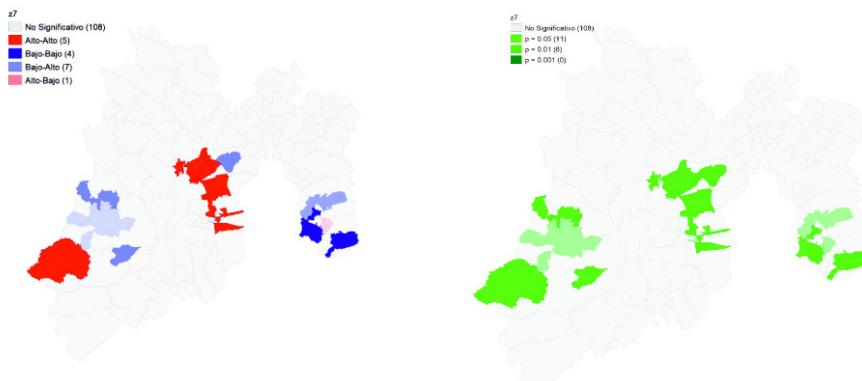 z7
No Significativo (108)
Alto-Alto (5)
Bajo-Bajo (4)
Bajo-Alto (7)
Alto-Bajo (1)
z7
No Significativo (108)
p = 0.05 (11)
p = 0.01 (6)
p = 0.001 (0)